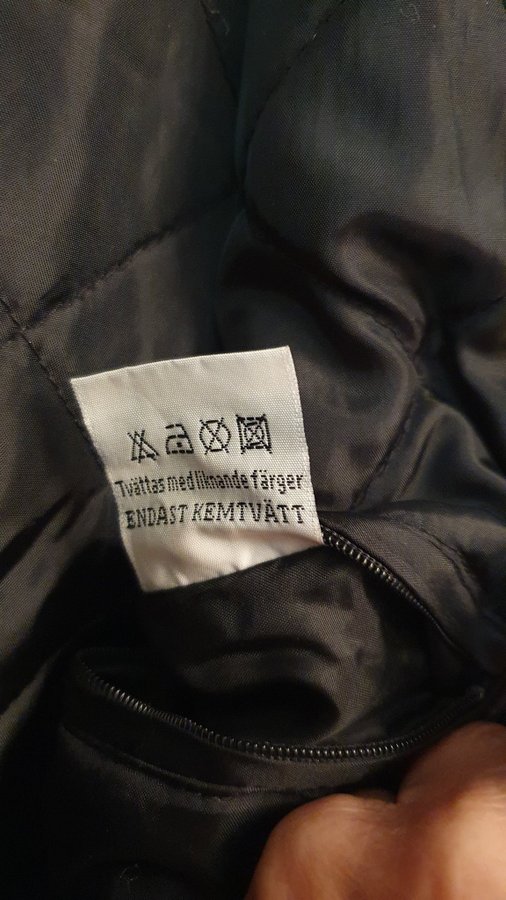 Tvättas med liknande färger
ENDAST KEMTVÄTT